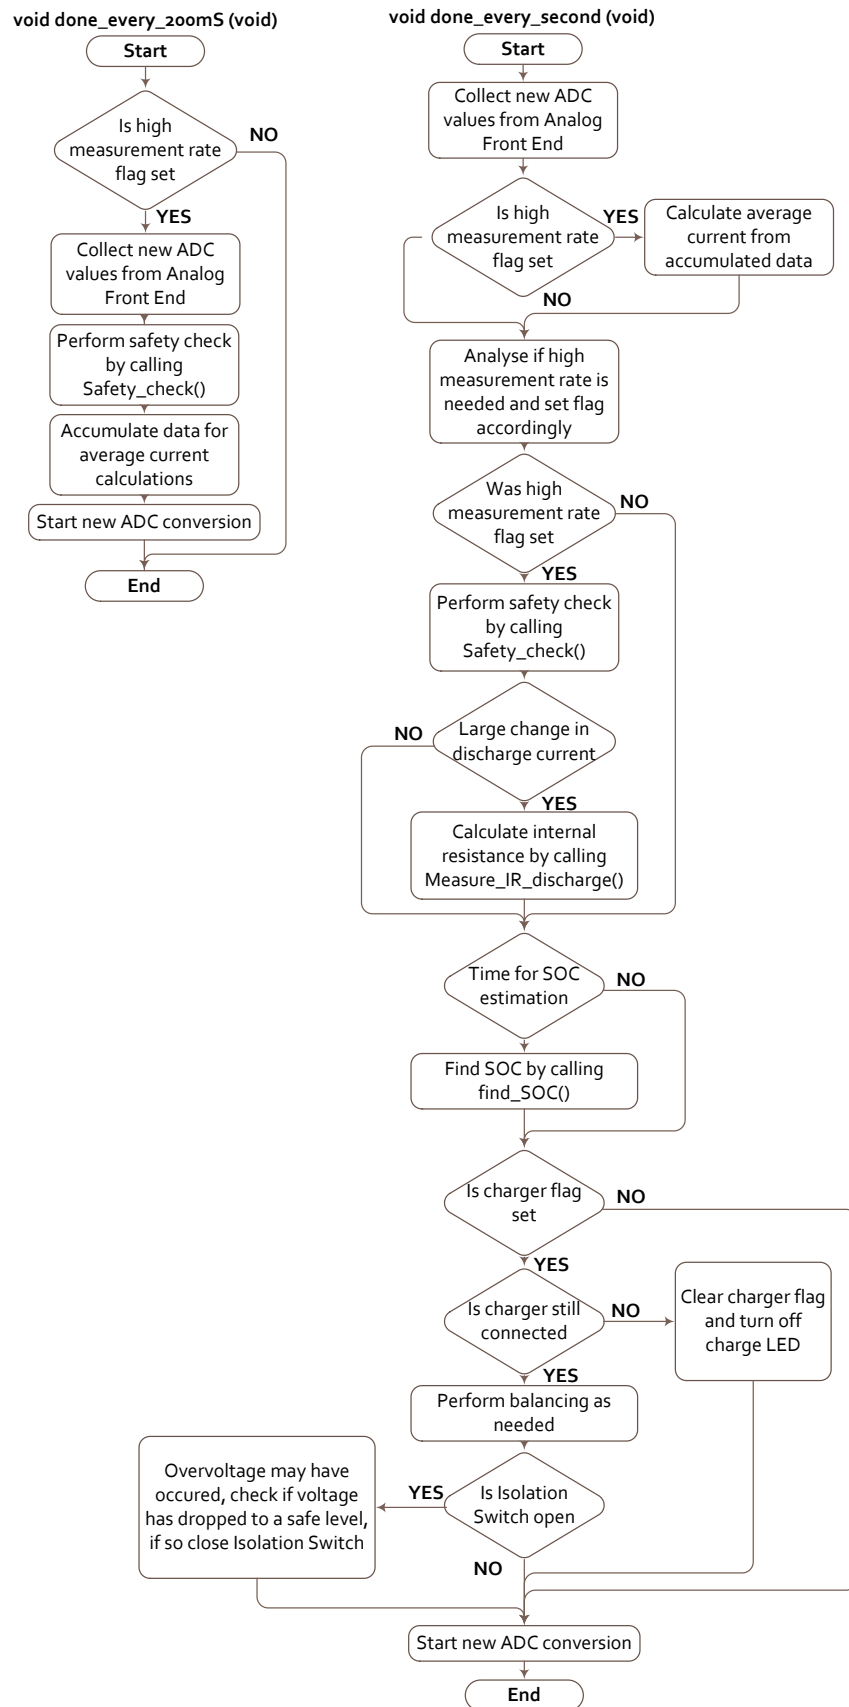 void done_every_200mS (void)
Start
Is high
measurement rate
flag set
NO
YES
Collect new ADC
values from Analog
Front End
Perform safety check
by calling
Safety_check()
Accumulate data for
average current
calculations
Start new ADC conversion
End
void done_every_second (void)
Start
Collect new ADC
values from Analog
Front End
Is high
measurement rate
flag set
YES
Calculate average
current from
accumulated data
NO
Analyse if high
measurement rate is
needed and set flag
accordingly
Was high
measurement rate
flag set
NO
YES
Perform safety check
by calling
Safety_check()
Large change in
discharge current
NO
YES
Calculate internal
resistance by calling
Measure_IR_discharge()
Time for SOC
estimation
NO
Find SOC by calling
find_SOC()
Is charger flag
set
NO
YES
Is charger still
connected
NO
Clear charger flag
and turn off
charge LED
YES
Perform balancing as
needed
Is Isolation
Switch open
YES
Overvoltage may have
occured, check if voltage
has dropped to a safe level,
if so close Isolation Switch
NO
Start new ADC conversion
End